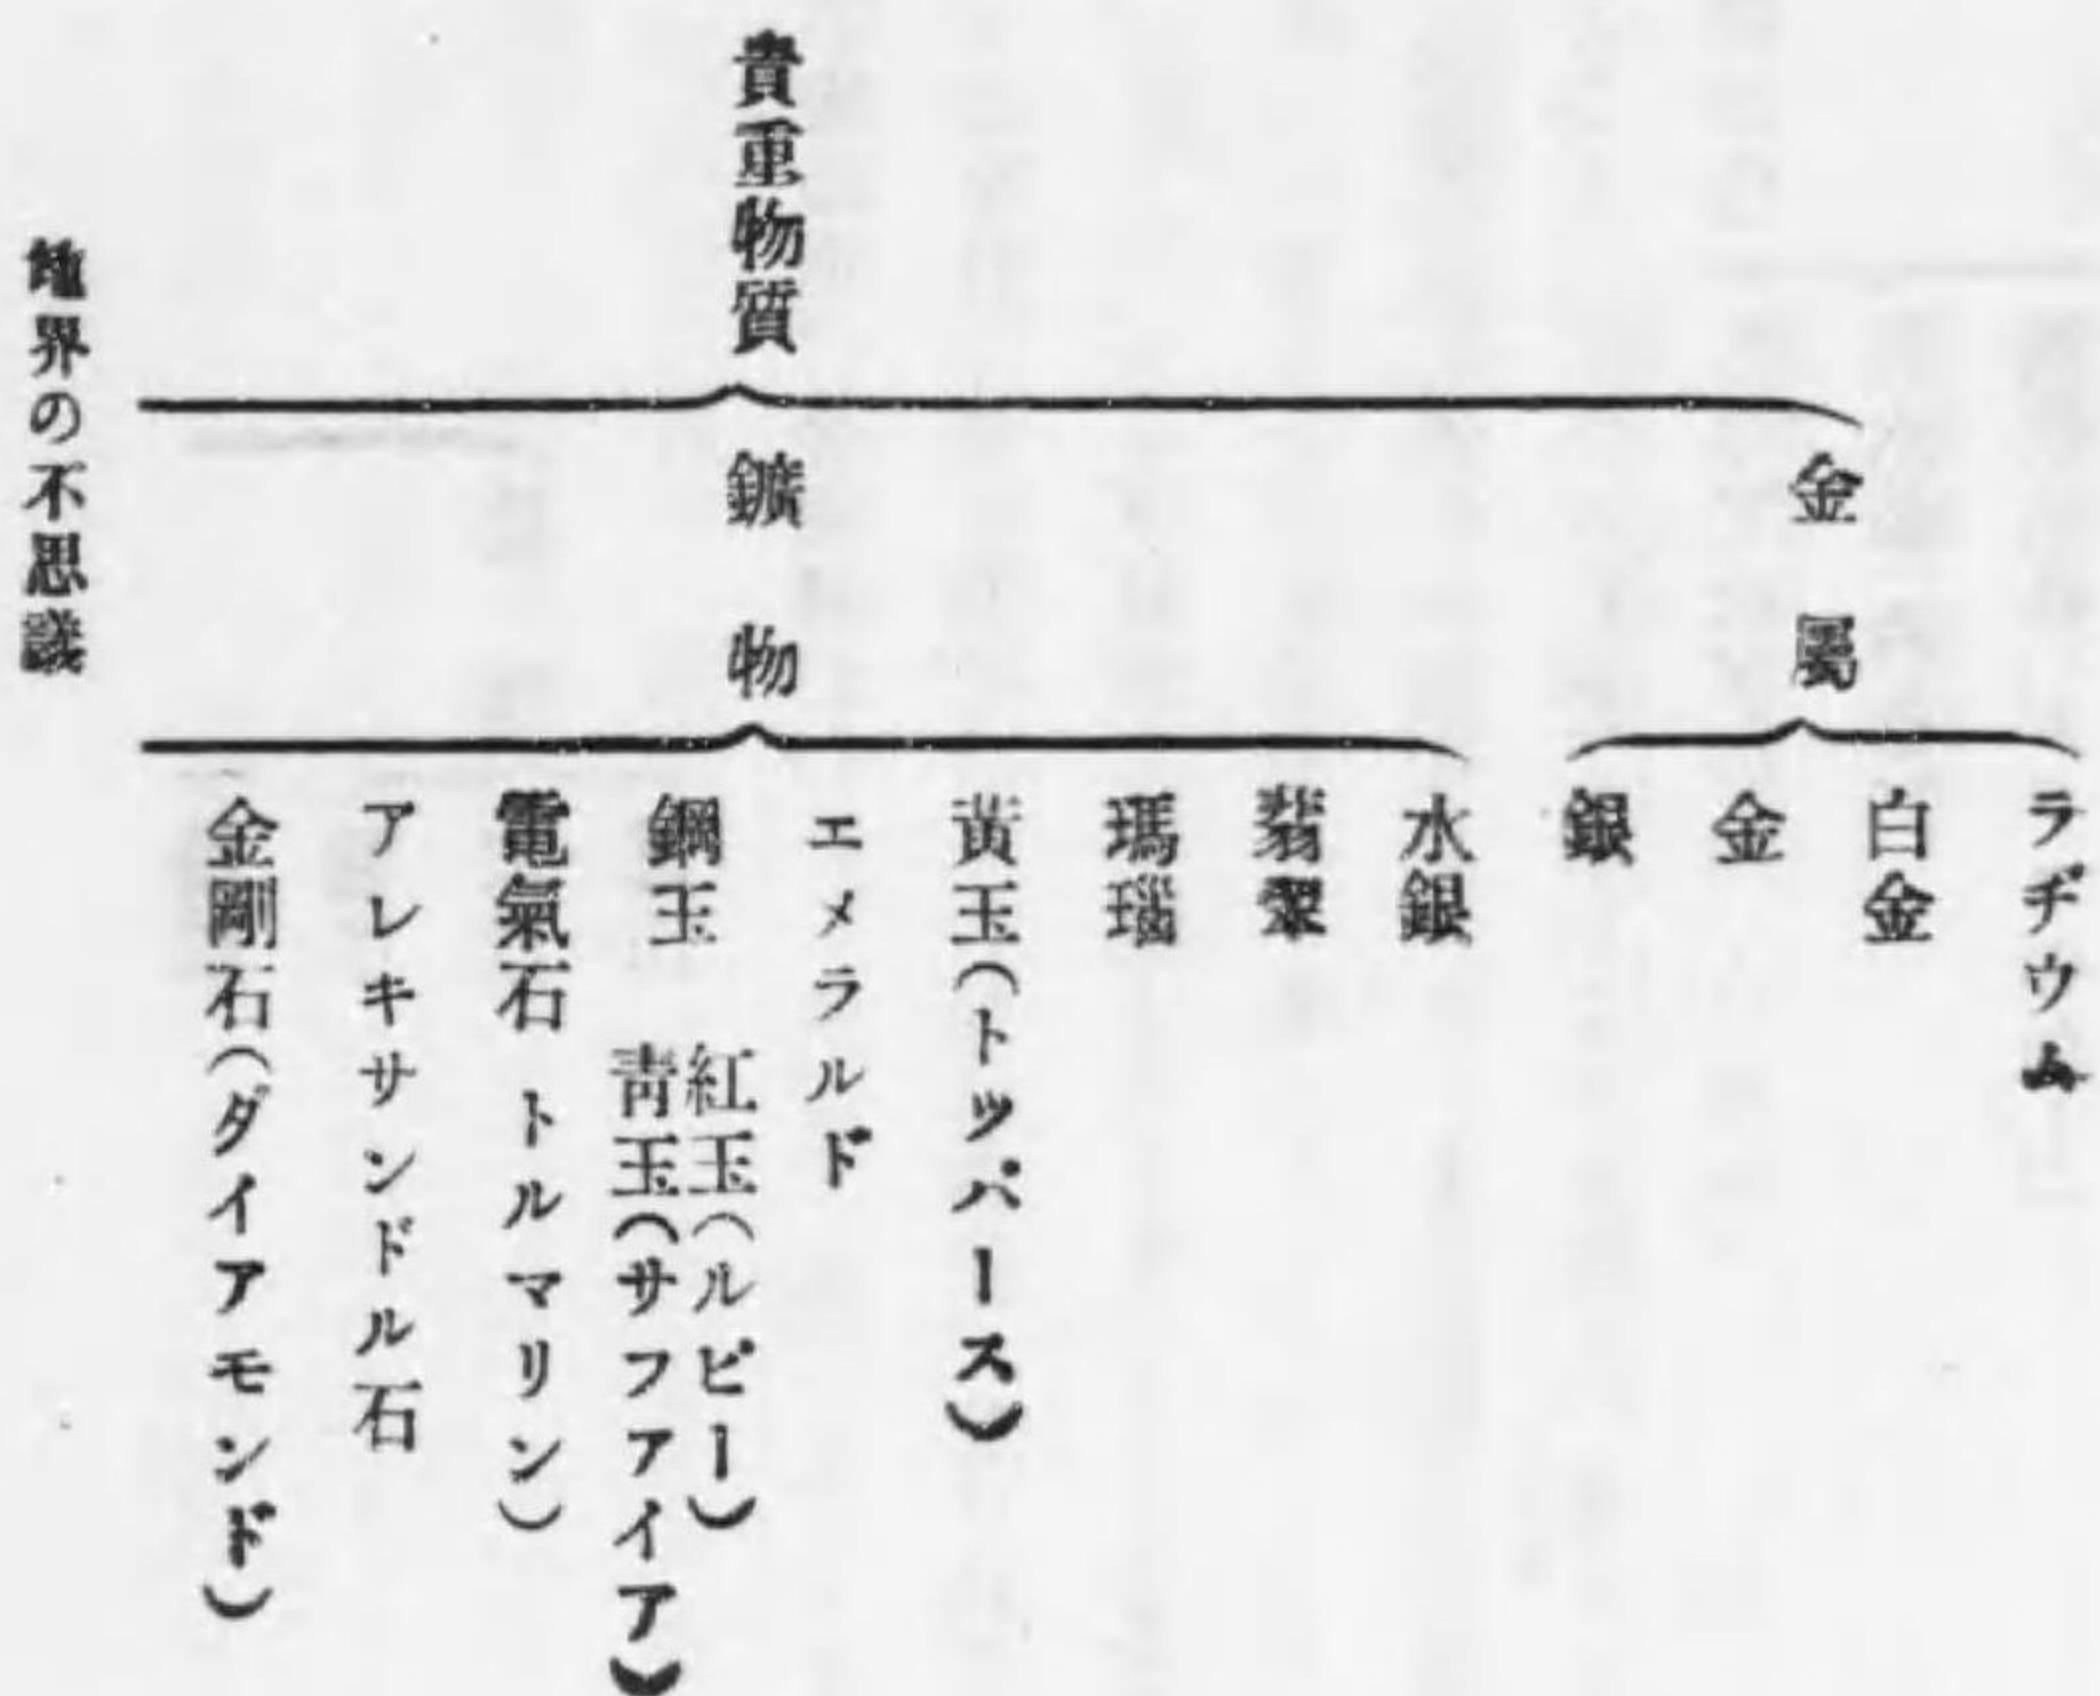 貴重物質
金屬
ラヂウム
白金
金
銀
鑛物
水銀
翡翠
瑪瑙
黄玉(トッパース)
エメラルド
鋼玉
紅玉(ルビー)
靑玉(サファイア)
電氣石 トルマリン)
アレキサンドル石
金剛石(ダイアモンド)
地界の不思議